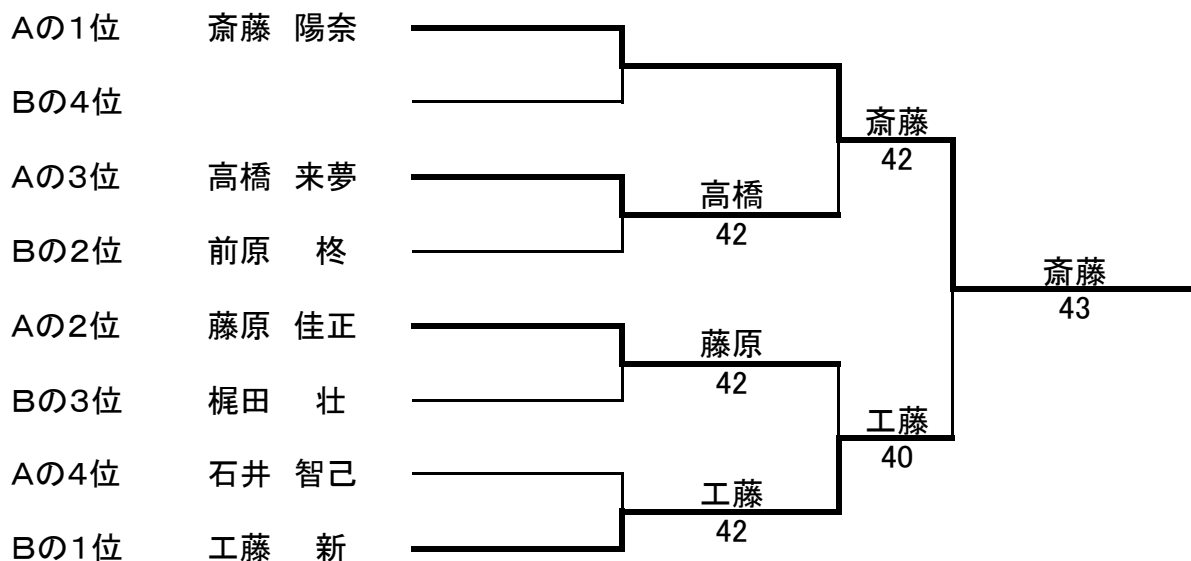 Aの1位 斎藤 陽奈
Bの4位
斎藤
42
Aの3位 高橋 来夢
高橋
42
Bの2位 前原 柊
斎藤
43
Aの2位 藤原 佳正
藤原
42
Bの3位 梶田 壮
工藤
40
Aの4位 石井 智己
工藤
42
Bの1位 工藤 新